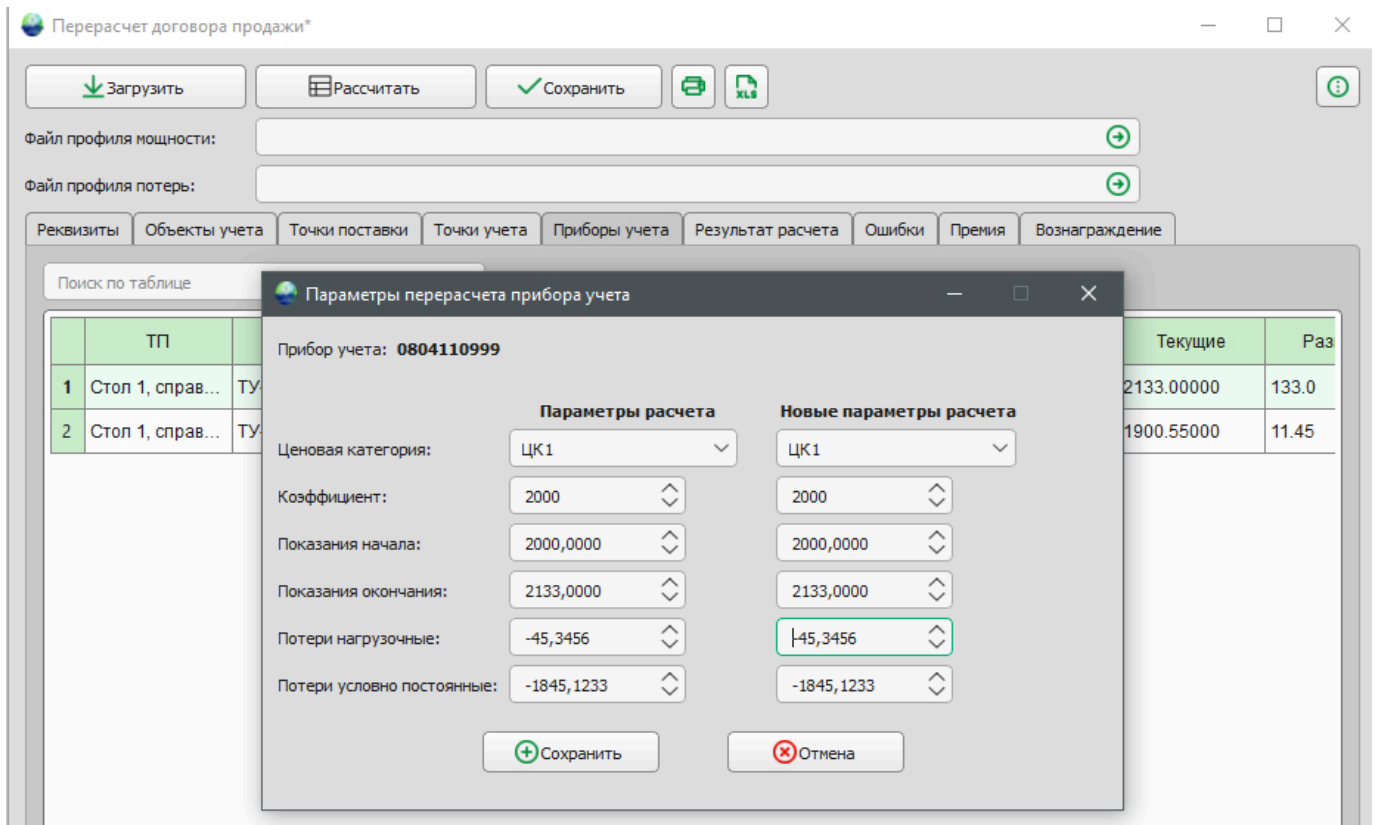 Перерасчет договора продажи*
Загрузить Рассчитать Сохранить XLS
Файл профиля мощности:
Файл профиля потерь:
Реквизиты Объекты учета Точки поставки Точки учета Приборы учета Результат расчета Ошибки Премия Вознаграждение
Поиск по таблице
ТП Текущие Раз
1 Стол 1, справ... ТУ- 2133.00000 133.0
2 Стол 1, справ... ТУ- 1900.55000 11.45
Параметры перерасчета прибора учета
Прибор учета: 0804110999
Параметры расчета Новые параметры расчета
Ценовая категория: ЦК1 ЦК1
Коэффициент: 2000 2000
Показания начала: 2000,0000 2000,0000
Показания окончания: 2133,0000 2133,0000
Потери нагрузочные: -45,3456 -45,3456
Потери условно постоянные: -1845,1233 -1845,1233
Сохранить Отмена